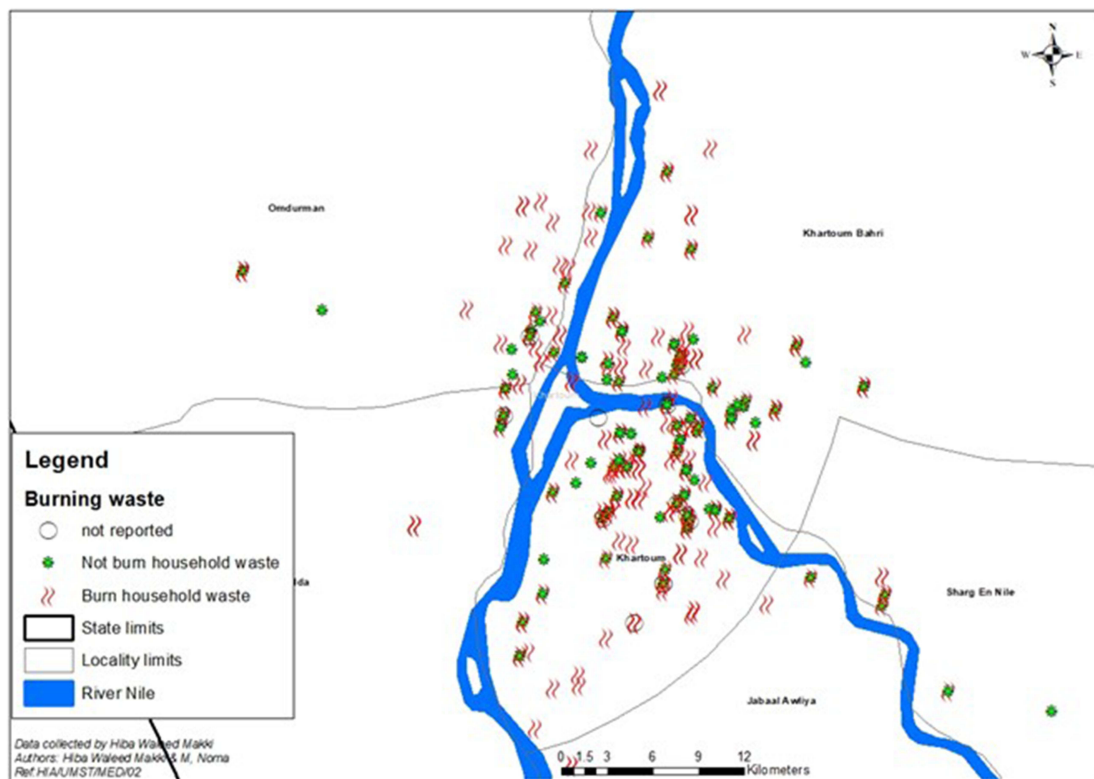 N
W E
S
Omdurman
Khartoum Bahri
Khartoum
Legend
Burning waste
not reported
Not burn household waste
Burn household waste
State limits
Locality limits
River Nile
lda
Khartoum
Sharg En Nile
Jabaal Awliya
Data collected by Hiba Waleed Makki
Authors: Hiba Waleed Makki & M, Noma
Ref:HIA/UMST/MED/02
0 1.5 3 6 9 12
Kilometers